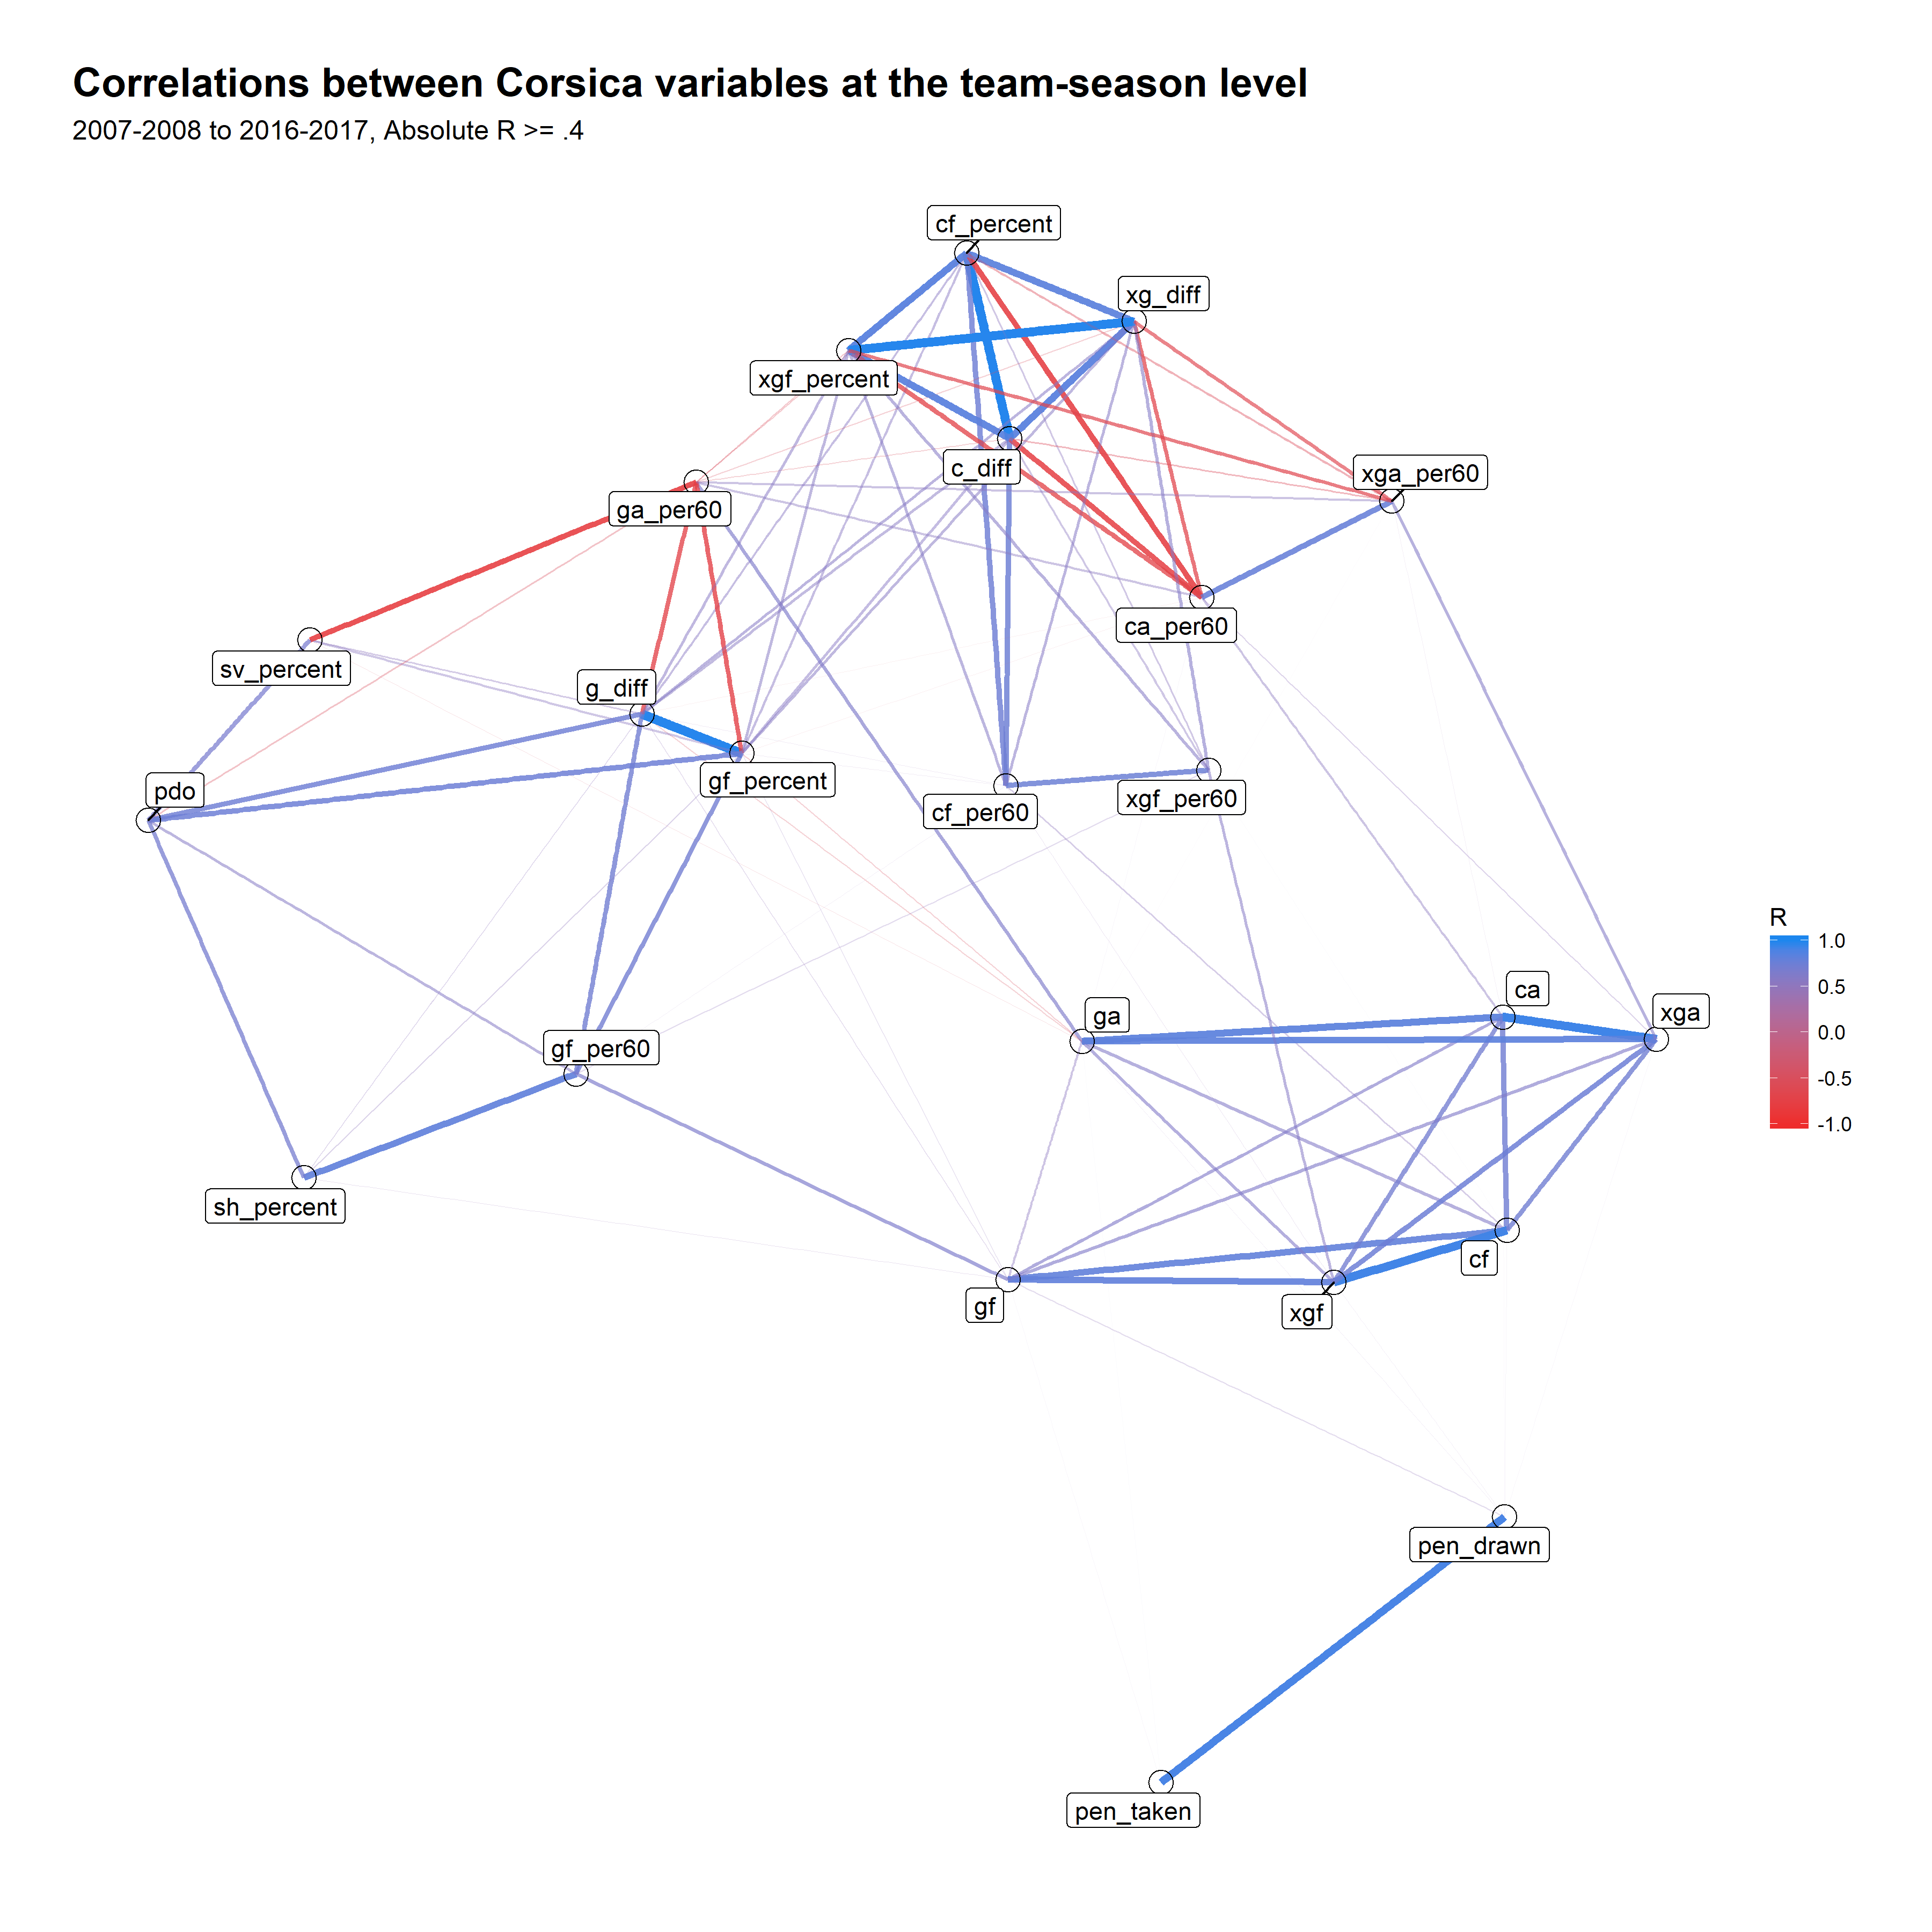 Correlations between Corsica variables at the team-season level
2007-2008 to 2016-2017, Absolute R >= .4
cf_percent
xg_diff
xgf_percent
c_diff
xga_per60
ga_per60
ca_per60
sv_percent
g_diff
gf_percent
pdo
cf_per60
xgf_per60
R
1.0
0.5
0.0
-0.5
-1.0
ca
xga
ga
gf_per60
sh_percent
cf
gf
xgf
pen_drawn
pen_taken